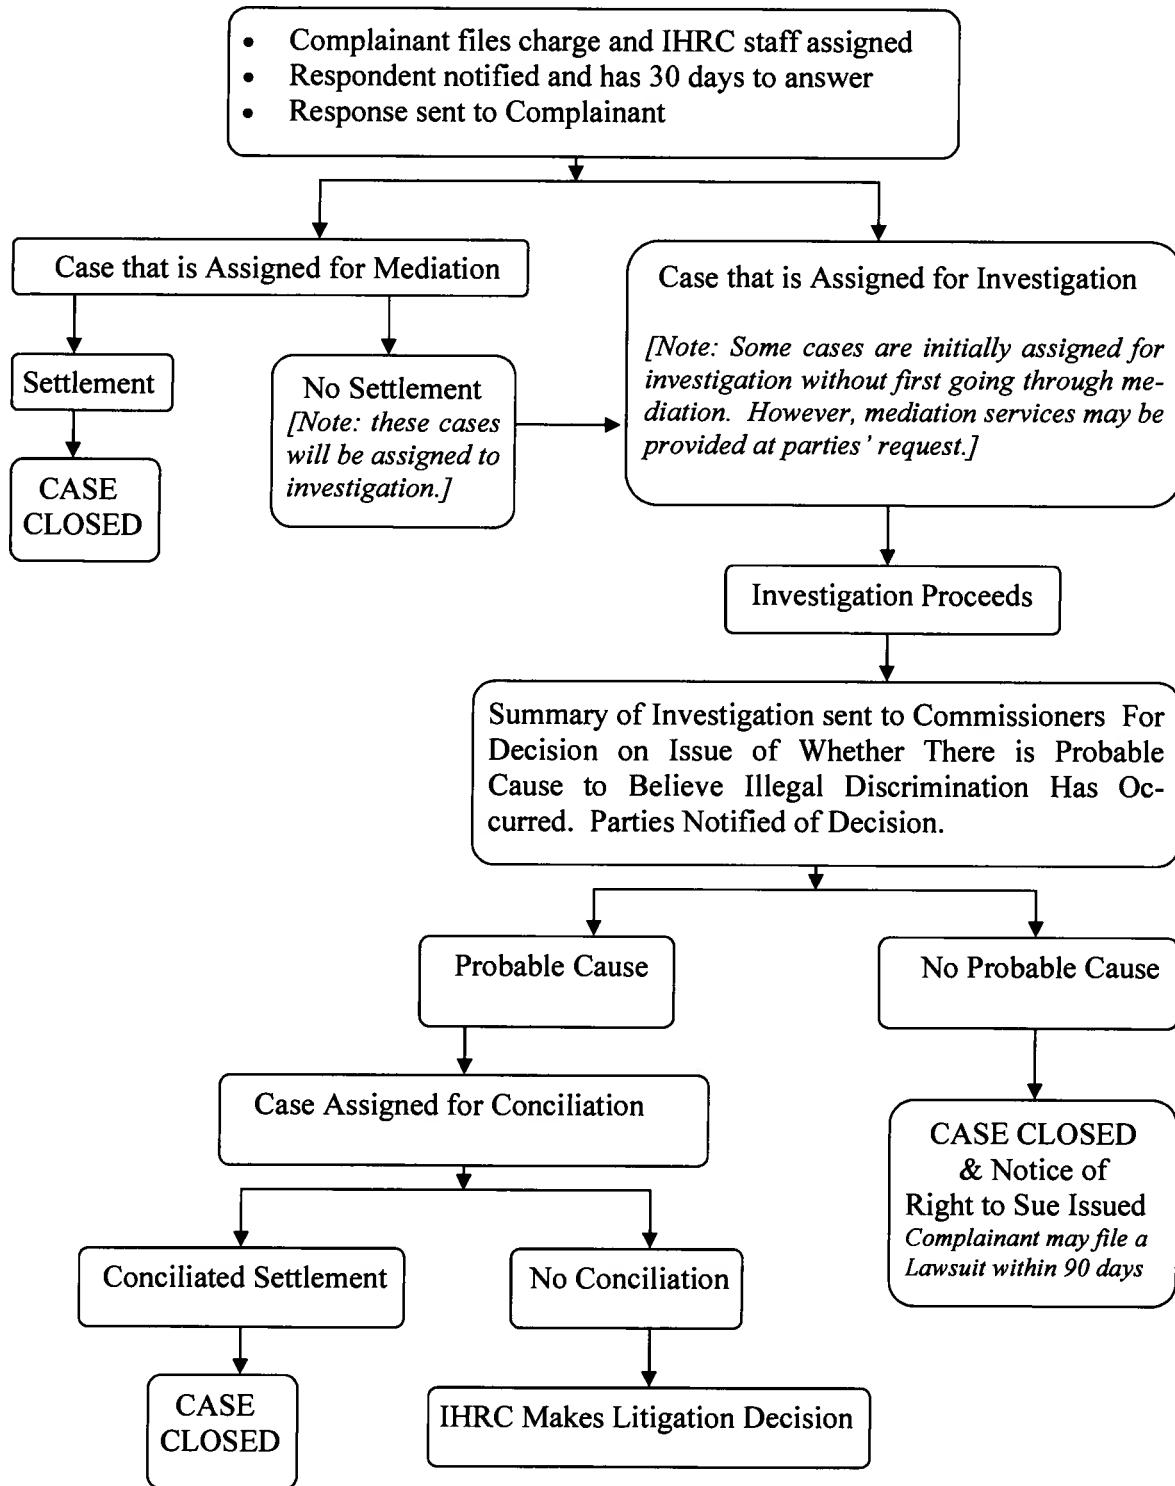 • Complainant files charge and IHRC staff assigned
• Respondent notified and has 30 days to answer
• Response sent to Complainant
Case that is Assigned for Mediation
Settlement
CASE
CLOSED
No Settlement
[Note: these cases
will be assigned to
investigation.]
Case that is Assigned for Investigation
[Note: Some cases are initially assigned for
investigation without first going through me-
diation. However, mediation services may be
provided at parties' request.]
Investigation Proceeds
Summary of Investigation sent to Commissioners For
Decision on Issue of Whether There is Probable
Cause to Believe Illegal Discrimination Has Oc-
curred. Parties Notified of Decision.
Probable Cause
No Probable Cause
Case Assigned for Conciliation
CASE CLOSED
& Notice of
Right to Sue Issued
Complainant may file a
Lawsuit within 90 days
Conciliated Settlement
No Conciliation
CASE
CLOSED
IHRC Makes Litigation Decision